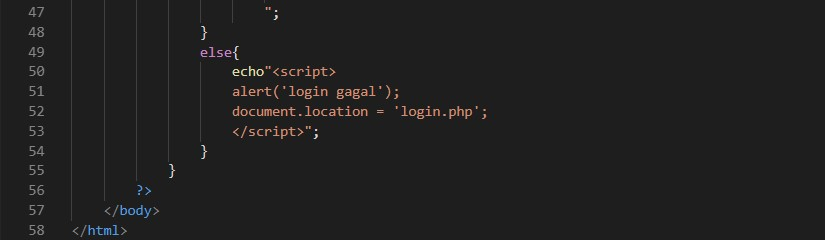 47 ";
48 }
49 else{
50 echo"<script>
51 alert('login gagal');
52 document.location = 'login.php';
53 </script>";
54 }
55 }
56 ?>
57 </body>
58 </html>